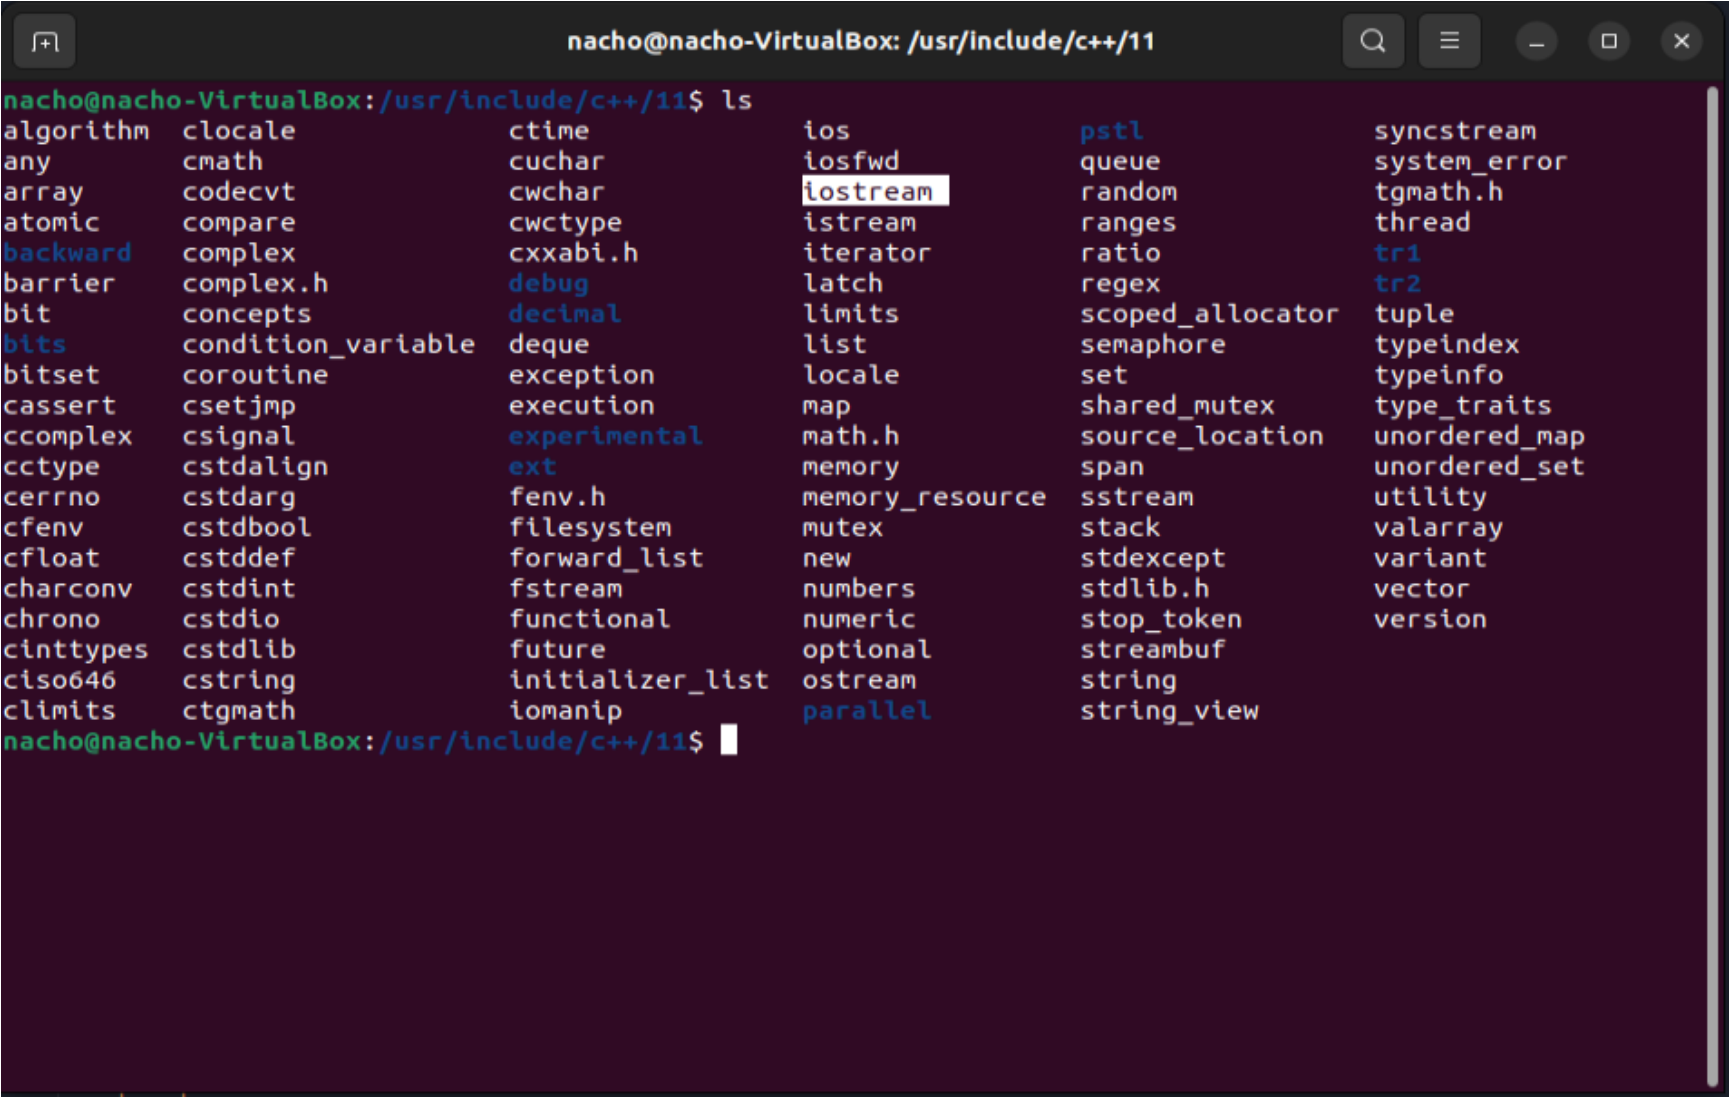 nacho@nacho-VirtualBox: /usr/include/c++/11
nacho@nacho-VirtualBox:/usr/include/c++/11$ ls
algorithm clocale ctime ios pstl syncstream
any cmath cuchar iosfwd queue system_error
array codecvt cwchar iostream random tgmath.h
atomic compare cwctype istream ranges thread
backward complex cxxabi.h iterator ratio tr1
barrier complex.h debug latch regex tr2
bit concepts decimal limits scoped_allocator tuple
bits condition_variable deque list semaphore typeindex
bitset coroutine exception locale set typeinfo
cassert csetjmp execution map shared_mutex type_traits
ccomplex csignal experimental math.h source_location unordered_map
cctype cstdalign ext memory span unordered_set
cerrno cstdarg fenv.h memory_resource sstream utility
cfenv cstdbool filesystem mutex stack valarray
cfloat cstddef forward_list new stdexcept variant
charconv cstdint fstream numbers stdlib.h vector
chrono cstdio functional numeric stop_token version
cinttypes cstdlib future optional streambuf
ciso646 cstring initializer_list ostream string
climits ctgmath iomanip parallel string_view
nacho@nacho-VirtualBox:/usr/include/c++/11$